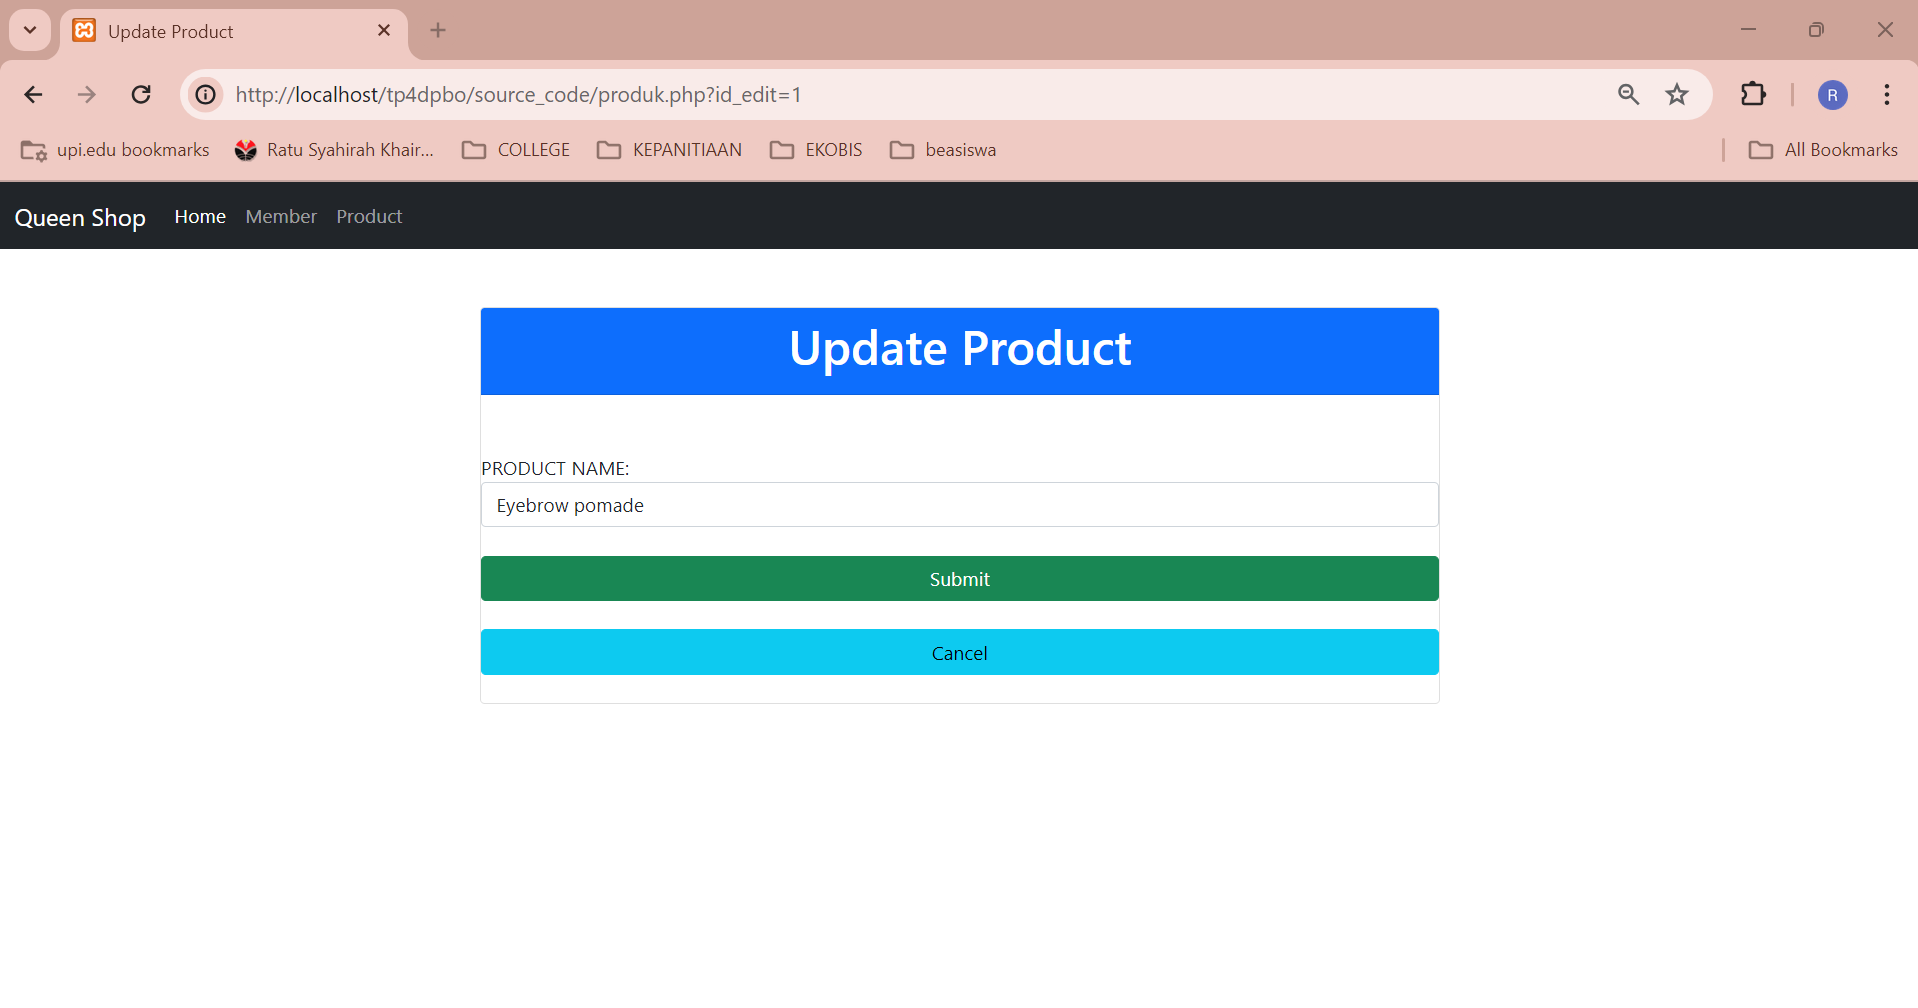 Update Product
http://localhost/tp4dpbo/source_code/produk.php?id_edit=1
R
upi.edu bookmarks Ratu Syahirah Khair... COLLEGE KEPANITIAAN EKOBIS beasiswa All Bookmarks
Queen Shop Home Member Product
Update Product
PRODUCT NAME:
Eyebrow pomade
Submit
Cancel